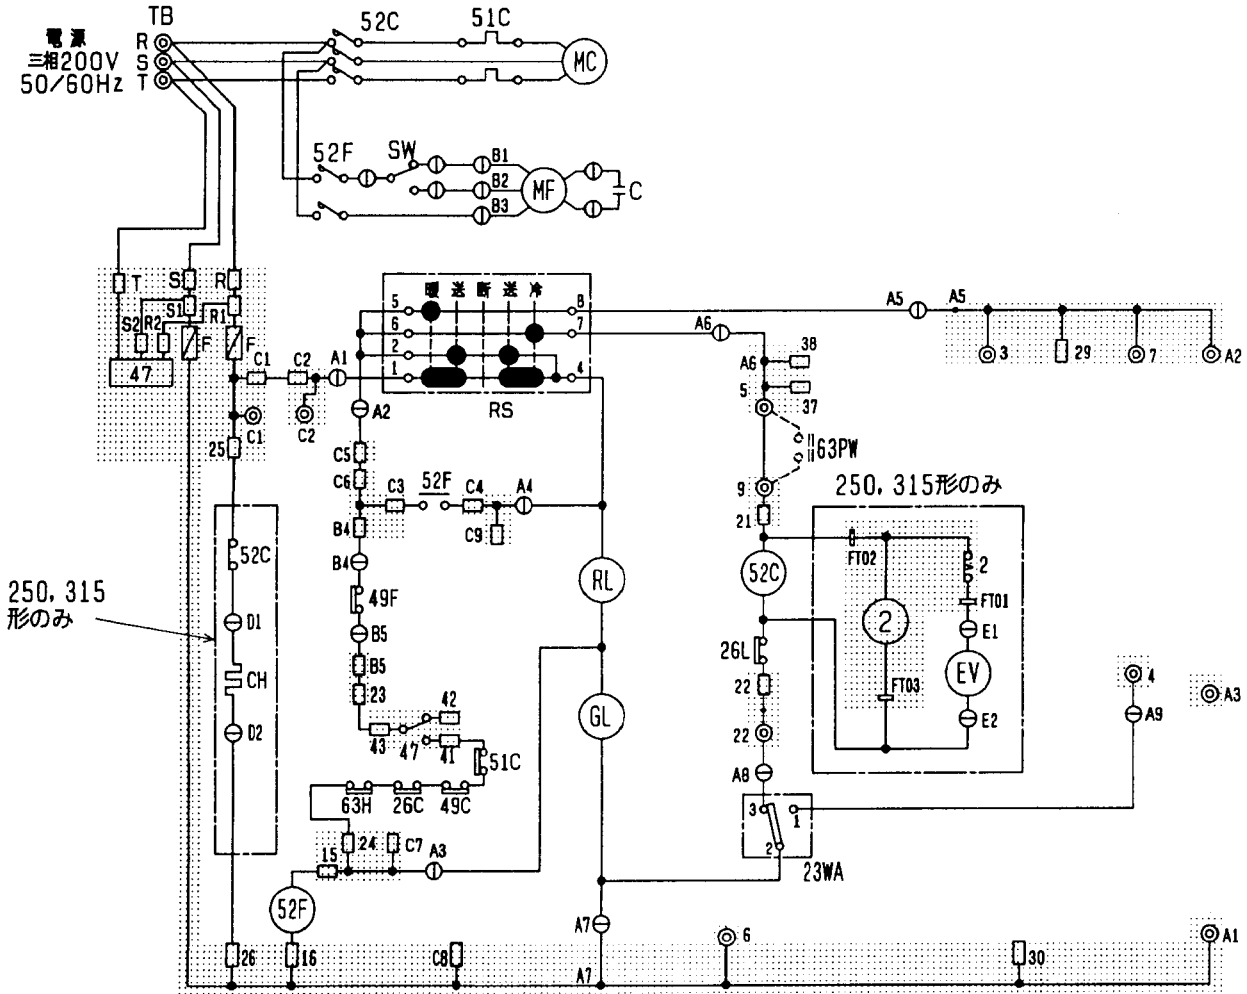 TB
電源
三相200V
50/60Hz
R
S
T
52C
51C
MC
52F
SW
B1
B2
B3
MF
C
T
S
R
S1
R1
S2
R2
F
F
47
C1
C2
A1
C1
C2
25
暖
送
断
送
冷
5
6
2
1
8
7
4
RS
A2
C5
C6
C3
52F
C4
A4
C9
B4
B4
49F
B5
B5
23
43
47
42
41
51C
63H
26C
49C
24
C7
A3
15
52F
16
RL
GL
A7
A7
C8
26
250, 315
形のみ
52C
D1
CH
D2
A5
A5
3
29
7
A2
A6
A6
38
5
37
63PW
9
21
52C
26L
22
22
A8
3
1
2
23WA
250, 315形のみ
FT02
2
2
FT01
E1
EV
FT03
E2
4
A9
A3
6
30
A1